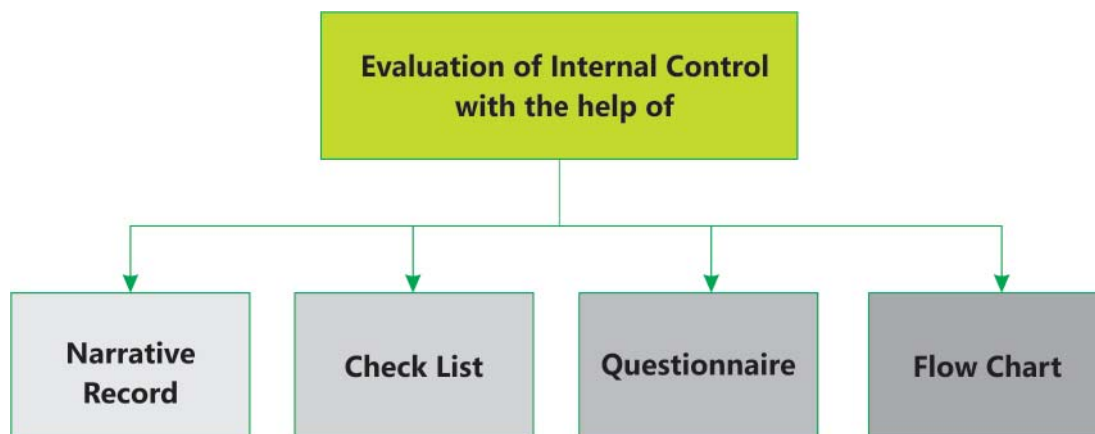 Evaluation of Internal Control
with the help of
Narrative
Record
Check List
Questionnaire
Flow Chart